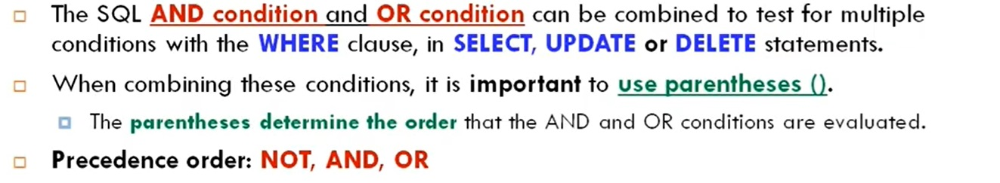 The SQL AND condition and OR condition can be combined to test for multiple
conditions with the WHERE clause, in SELECT, UPDATE or DELETE statements.
When combining these conditions, it is important to use parentheses ().
The parentheses determine the order that the AND and OR conditions are evaluated.
Precedence order: NOT, AND, OR